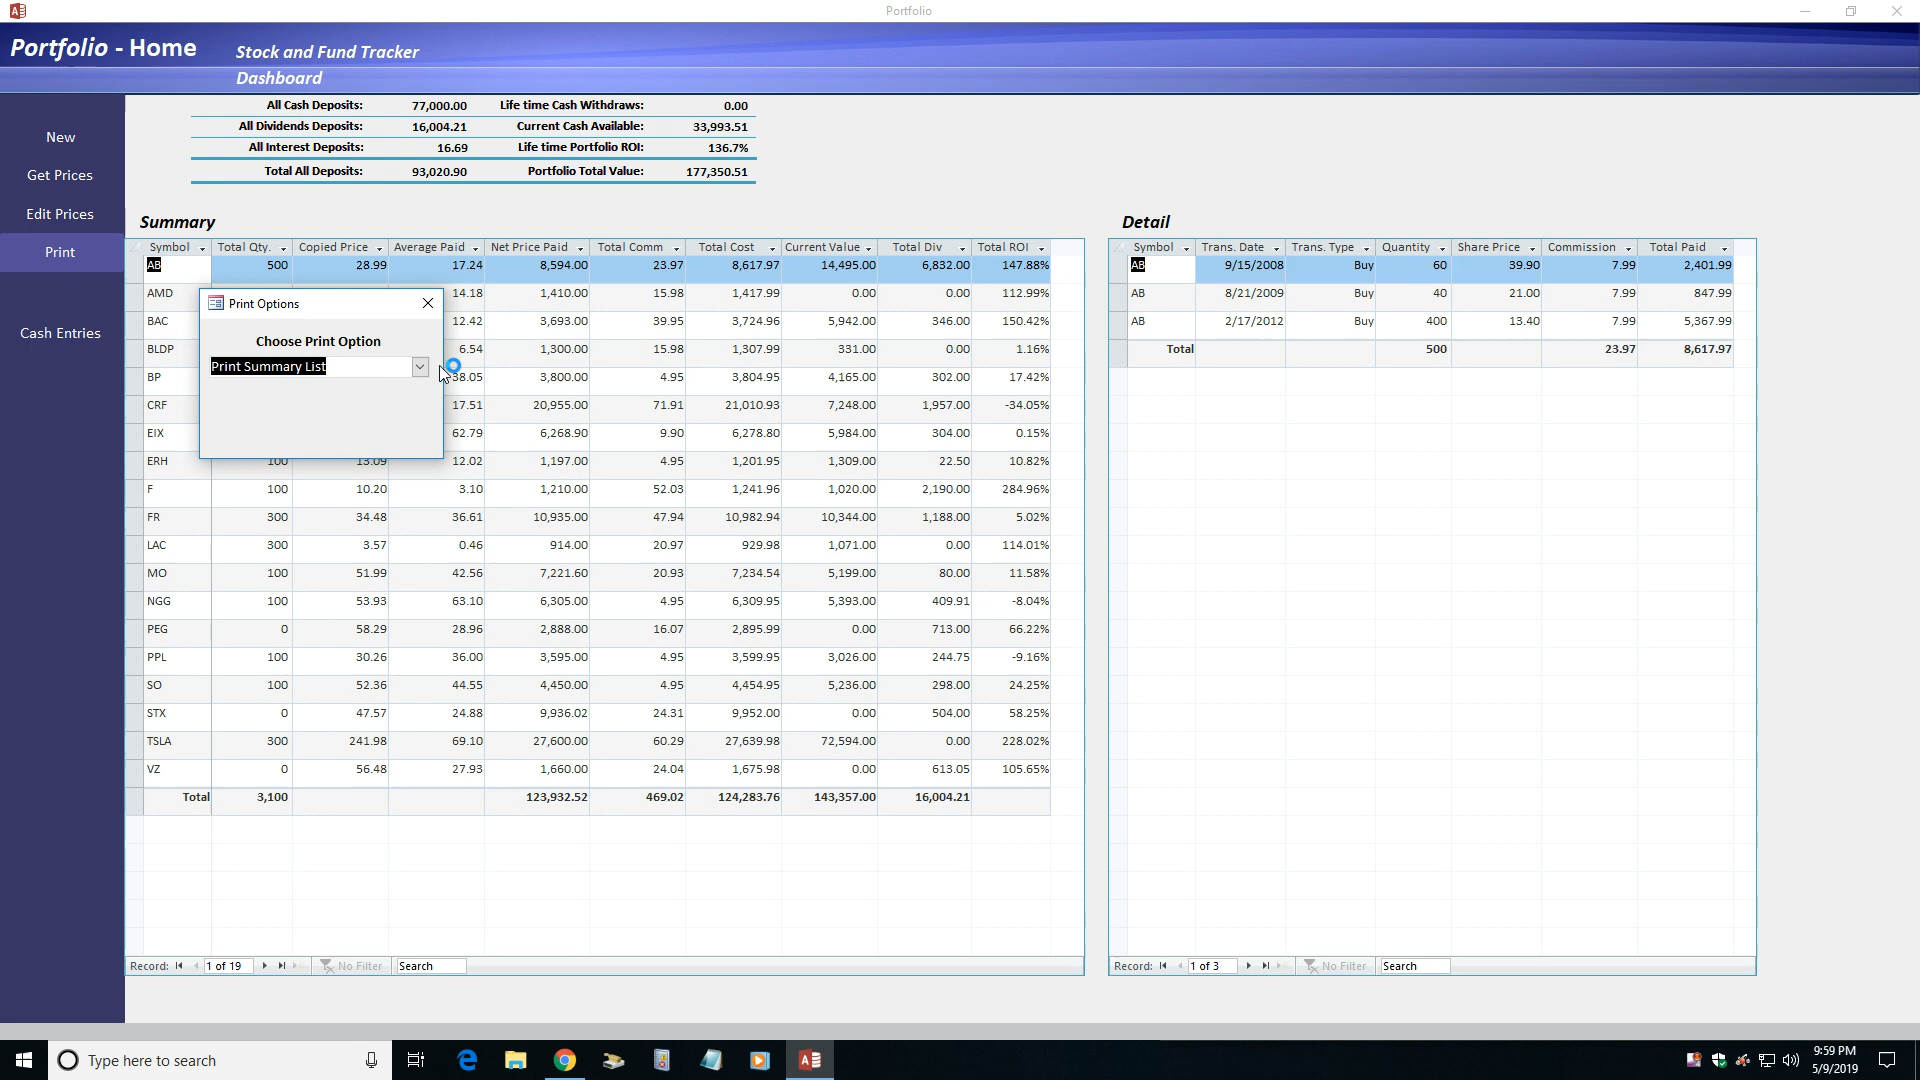 Portfolio
Portfolio - Home
Stock and Fund Tracker
Dashboard
New
Get Prices
Edit Prices
Print
Cash Entries
All Cash Deposits: 77,000.00 Life time Cash Withdraws: 0.00
All Dividends Deposits: 16,004.21 Current Cash Available: 33,993.51
All Interest Deposits: 16.69 Life time Portfolio ROI: 136.7%
Total All Deposits: 93,020.90 Portfolio Total Value: 177,350.51
Summary
Symbol Total Qty. Copied Price Average Paid Net Price Paid Total Comm Total Cost Current Value Total Div Total ROI
AB 500 28.99 17.24 8,594.00 23.97 8,617.97 14,495.00 6,832.00 147.88%
AMD 14.18 1,410.00 15.98 1,417.99 0.00 0.00 112.99%
BAC 12.42 3,693.00 39.95 3,724.96 5,942.00 346.00 150.42%
BLDP 6.54 1,300.00 15.98 1,307.99 331.00 0.00 1.16%
BP 38.05 3,800.00 4.95 3,804.95 4,165.00 302.00 17.42%
CRF 17.51 20,955.00 71.91 21,010.93 7,248.00 1,957.00 -34.05%
EIX 62.79 6,268.90 9.90 6,278.80 5,984.00 304.00 0.15%
ERH 100 13.09 12.02 1,197.00 4.95 1,201.95 1,309.00 22.50 10.82%
F 100 10.20 3.10 1,210.00 52.03 1,241.96 1,020.00 2,190.00 284.96%
FR 300 34.48 36.61 10,935.00 47.94 10,982.94 10,344.00 1,188.00 5.02%
LAC 300 3.57 0.46 914.00 20.97 929.98 1,071.00 0.00 114.01%
MO 100 51.99 42.56 7,221.60 20.93 7,234.54 5,199.00 80.00 11.58%
NGG 100 53.93 63.10 6,305.00 4.95 6,309.95 5,393.00 409.91 -8.04%
PEG 0 58.29 28.96 2,888.00 16.07 2,895.99 0.00 713.00 66.22%
PPL 100 30.26 36.00 3,595.00 4.95 3,599.95 3,026.00 244.75 -9.16%
SO 100 52.36 44.55 4,450.00 4.95 4,454.95 5,236.00 298.00 24.25%
STX 0 47.57 24.88 9,936.02 24.31 9,952.00 0.00 504.00 58.25%
TSLA 300 241.98 69.10 27,600.00 60.29 27,639.98 72,594.00 0.00 228.02%
VZ 0 56.48 27.93 1,660.00 24.04 1,675.98 0.00 613.05 105.65%
Total 3,100 123,932.52 469.02 124,283.76 143,357.00 16,004.21
Record: 1 of 19 No Filter Search
Print Options
Choose Print Option
Print Summary List
Detail
Symbol Trans. Date Trans. Type Quantity Share Price Commission Total Paid
AB 9/15/2008 Buy 60 39.90 7.99 2,401.99
AB 8/21/2009 Buy 40 21.00 7.99 847.99
AB 2/17/2012 Buy 400 13.40 7.99 5,367.99
Total 500 23.97 8,617.97
Record: 1 of 3 No Filter Search
Type here to search
9:59 PM
5/9/2019